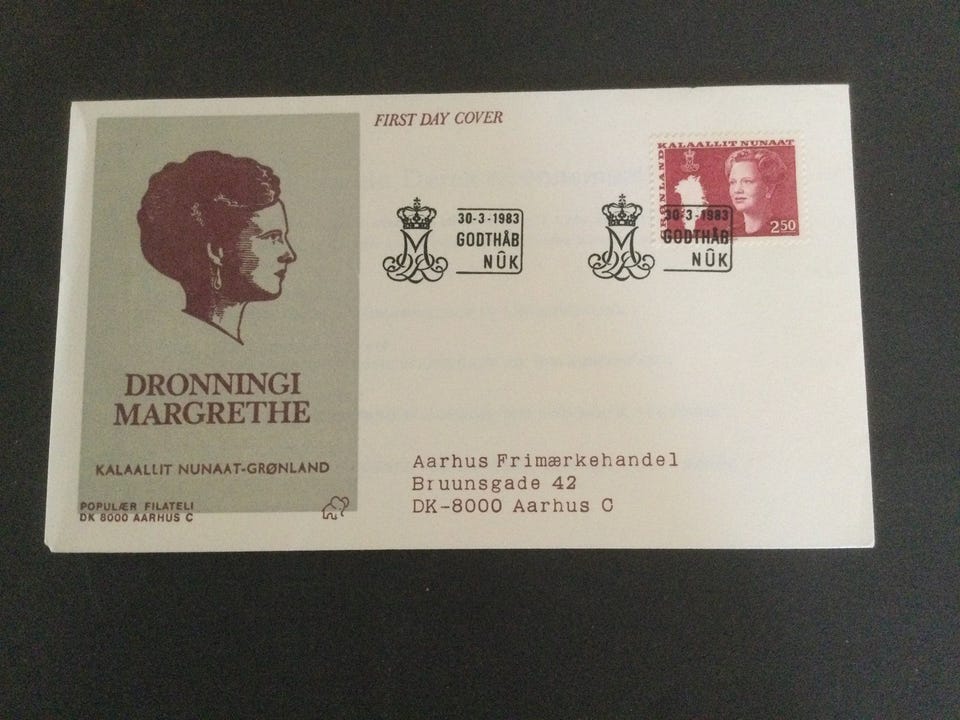 FIRST DAY COVER
KALAALLIT NUNAAT
GRØNLAND
2.50
30-3-1983
GODTHÅB
NÛK
30-3-1983
GODTHÅB
NÛK
DRONNINGI
MARGRETHE
KALAALLIT NUNAAT-GRØNLAND
POPULÆR FILATELI
DK 8000 AARHUS C
Aarhus Frimærkehandel
Bruunsgade 42
DK-8000 Aarhus C